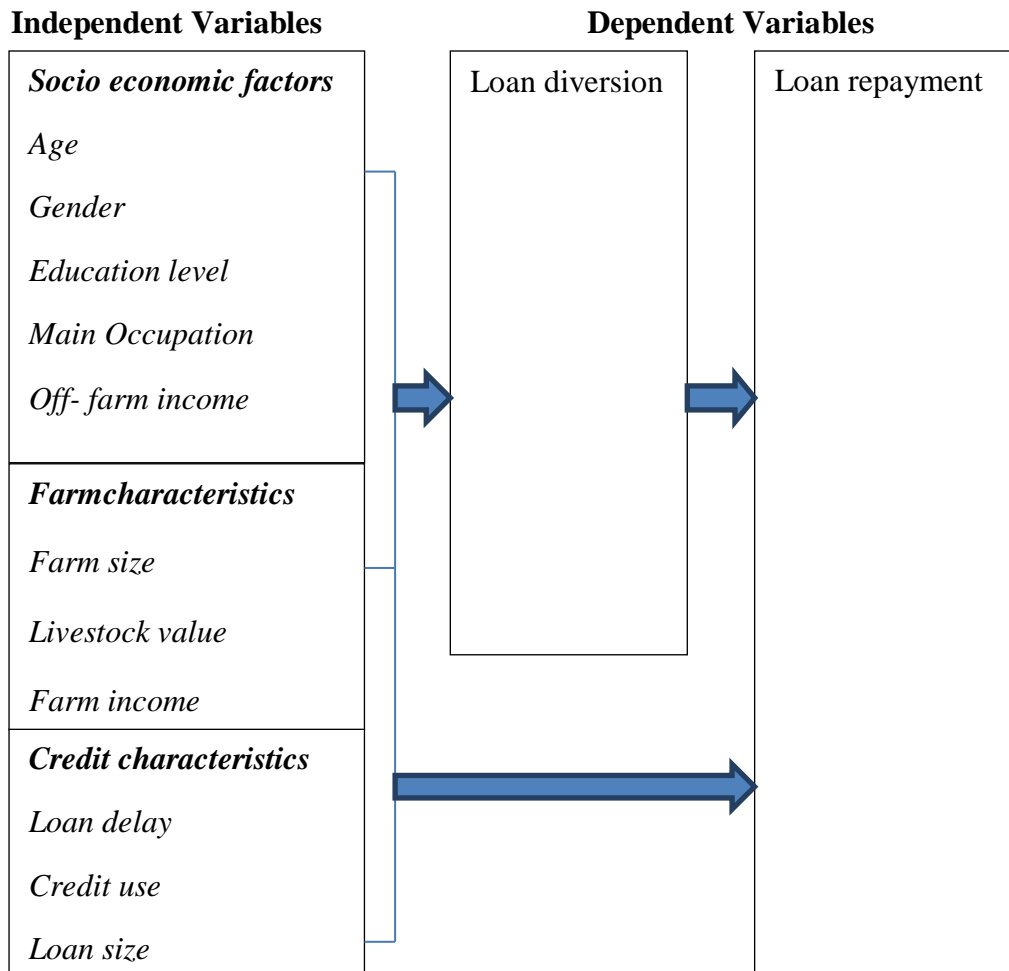 Independent Variables
Dependent Variables
Socio economic factors
Age
Gender
Education level
Main Occupation
Off- farm income
Farmcharacteristics
Farm size
Livestock value
Farm income
Credit characteristics
Loan delay
Credit use
Loan size
Loan diversion
Loan repayment